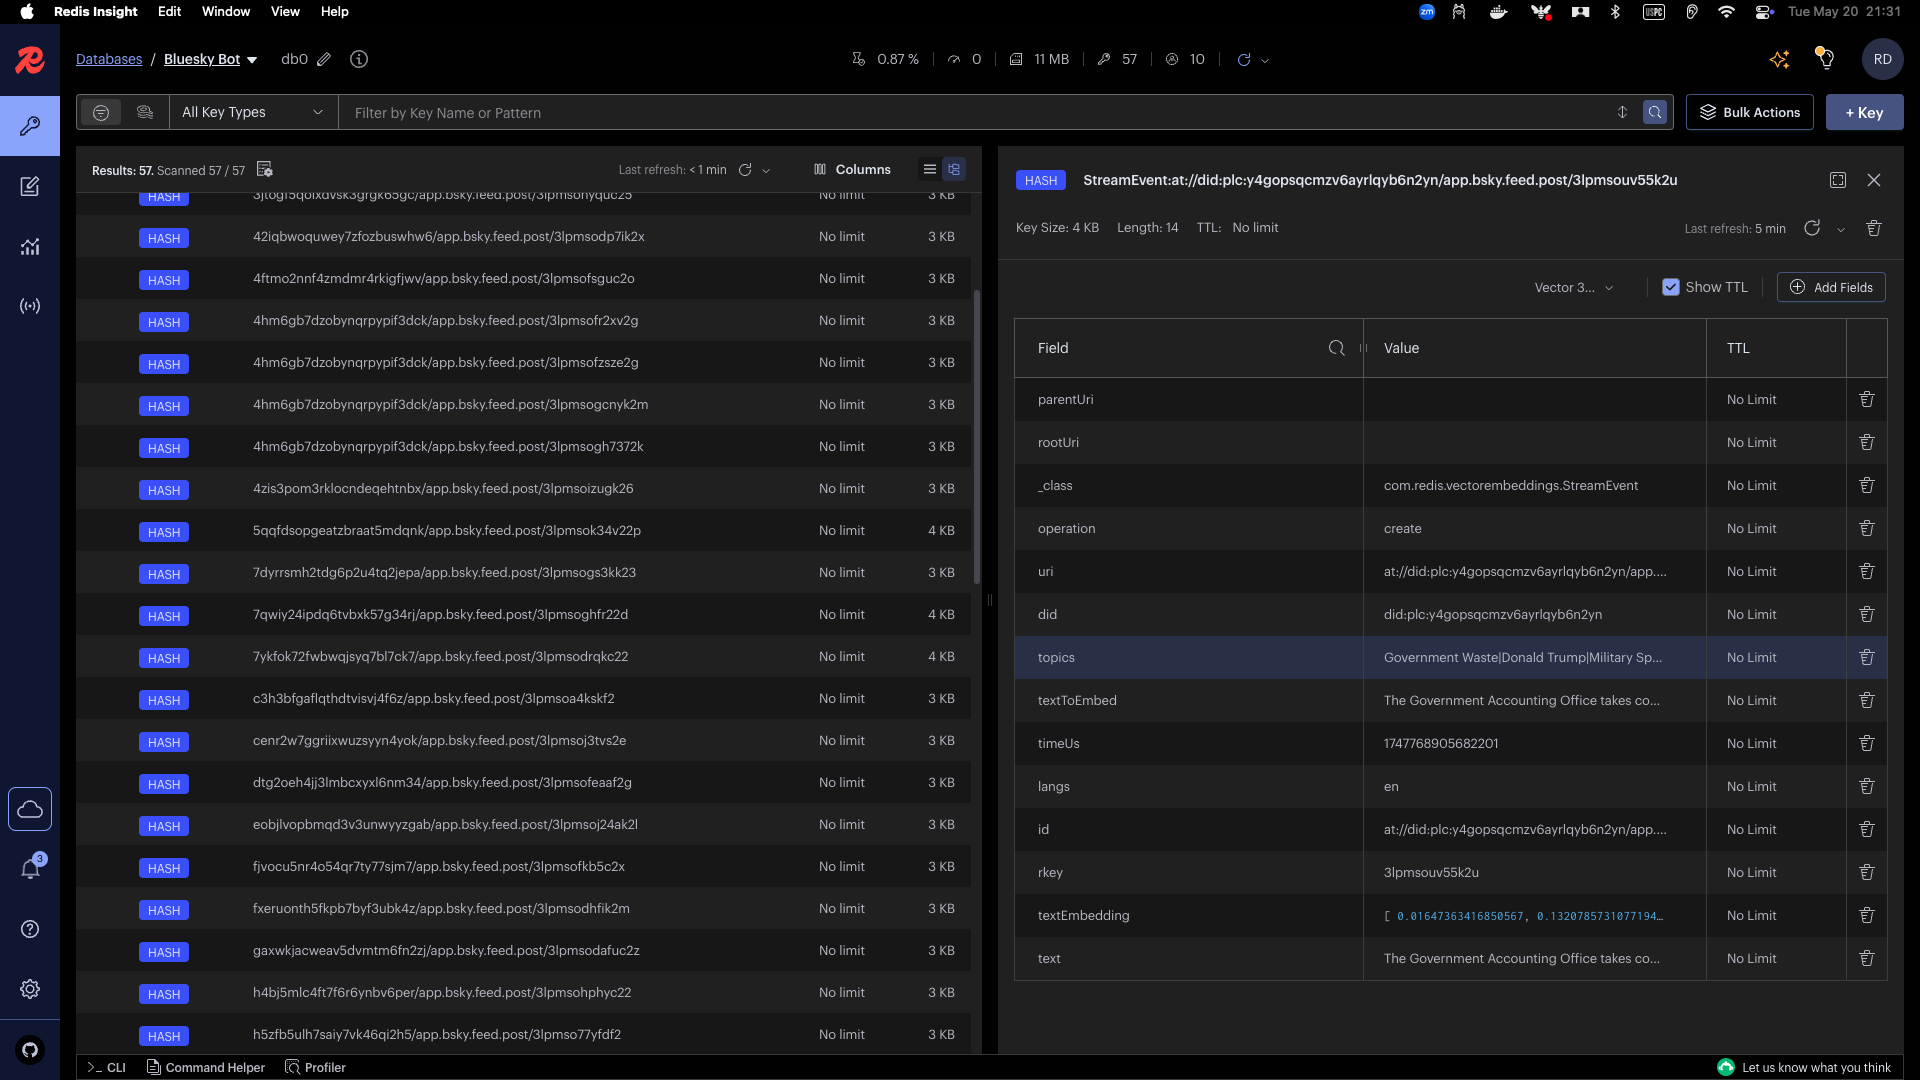 Redis Insight Edit Window View Help
zm USPC Tue May 20 21:31
Databases / Bluesky Bot db0 0.87 % 0 11 MB 57 10 RD
All Key Types Filter by Key Name or Pattern Bulk Actions + Key
Results: 57. Scanned 57 / 57 Last refresh: < 1 min Columns
HASH No limit 3 KB
HASH 42iqbwoquwey7zfozbuswhw6/app.bsky.feed.post/3lpmsodp7ik2x No limit 3 KB
HASH 4ftmo2nnf4zmdmr4rkigfjwv/app.bsky.feed.post/3lpmsofsguc2o No limit 3 KB
HASH 4hm6gb7dzobynqrpypif3dck/app.bsky.feed.post/3lpmsofr2xv2g No limit 3 KB
HASH 4hm6gb7dzobynqrpypif3dck/app.bsky.feed.post/3lpmsofzsze2g No limit 3 KB
HASH 4hm6gb7dzobynqrpypif3dck/app.bsky.feed.post/3lpmsogcnyk2m No limit 3 KB
HASH 4hm6gb7dzobynqrpypif3dck/app.bsky.feed.post/3lpmsogh7372k No limit 3 KB
HASH 4zis3pom3rklocndeqehtnbx/app.bsky.feed.post/3lpmsoizugk26 No limit 3 KB
HASH 5qqfdsopgeatzbraat5mdqnk/app.bsky.feed.post/3lpmsok34v22p No limit 4 KB
HASH 7dyrrsmh2tdg6p2u4tq2jepa/app.bsky.feed.post/3lpmsogs3kk23 No limit 3 KB
HASH 7qwiy24ipdq6tvbxk57g34rj/app.bsky.feed.post/3lpmsoghfr22d No limit 4 KB
HASH 7ykfok72fwbwqjsyq7bl7ck7/app.bsky.feed.post/3lpmsodrqkc22 No limit 4 KB
HASH c3h3bfgaflqthdtvisvj4f6z/app.bsky.feed.post/3lpmsoa4kskf2 No limit 3 KB
HASH cenr2w7ggriixwuzsyyn4yok/app.bsky.feed.post/3lpmsoj3tvs2e No limit 3 KB
HASH dtg2oeh4jj3lmbcxyxl6nm34/app.bsky.feed.post/3lpmsofeaaf2g No limit 3 KB
HASH eobjlvopbmqd3v3unwyyzgab/app.bsky.feed.post/3lpmsoj24ak2l No limit 3 KB
HASH fjvocu5nr4o54qr7ty77sjm7/app.bsky.feed.post/3lpmsofkb5c2x No limit 3 KB
HASH fxeruonth5fkpb7byf3ubk4z/app.bsky.feed.post/3lpmsodhfik2m No limit 3 KB
HASH gaxwkjacweav5dvmtm6fn2zj/app.bsky.feed.post/3lpmsodafuc2z No limit 3 KB
HASH h4bj5mlc4ft7f6r6ynbv6per/app.bsky.feed.post/3lpmsohphyc22 No limit 3 KB
HASH h5zfb5ulh7saiy7vk46qi2h5/app.bsky.feed.post/3lpmso77yfdf2 No limit 3 KB
HASH StreamEvent:at://did:plc:y4gopsqcmzv6ayrlqyb6n2yn/app.bsky.feed.post/3lpmsouv55k2u
Key Size: 4 KB Length: 14 TTL: No limit Last refresh: 5 min
Vector 3... Show TTL Add Fields
Field Value TTL
parentUri No Limit
rootUri No Limit
_class com.redis.vectorembeddings.StreamEvent No Limit
operation create No Limit
uri at://did:plc:y4gopsqcmzv6ayrlqyb6n2yn/app.... No Limit
did did:plc:y4gopsqcmzv6ayrlqyb6n2yn No Limit
topics Government Waste|Donald Trump|Military Sp... No Limit
textToEmbed The Government Accounting Office takes co... No Limit
timeUs 1747768905682201 No Limit
langs en No Limit
id at://did:plc:y4gopsqcmzv6ayrlqyb6n2yn/app.... No Limit
rkey 3lpmsouv55k2u No Limit
textEmbedding [ 0.01647363416850567, 0.1320785731077194... No Limit
text The Government Accounting Office takes co... No Limit
3
>_ CLI Command Helper Profiler Let us know what you think